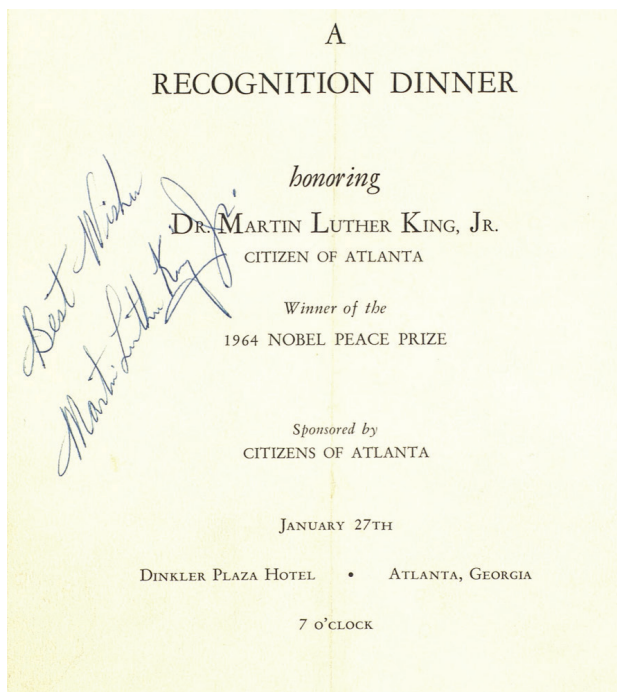 A
RECOGNITION DINNER
honoring
DR. MARTIN LUTHER KING, JR.
CITIZEN OF ATLANTA
Winner of the
1964 NOBEL PEACE PRIZE
Sponsored by
CITIZENS OF ATLANTA
JANUARY 27TH
DINKLER PLAZA HOTEL • ATLANTA, GEORGIA
7 O'CLOCK
Best Wishes
Martin Luther King Jr.